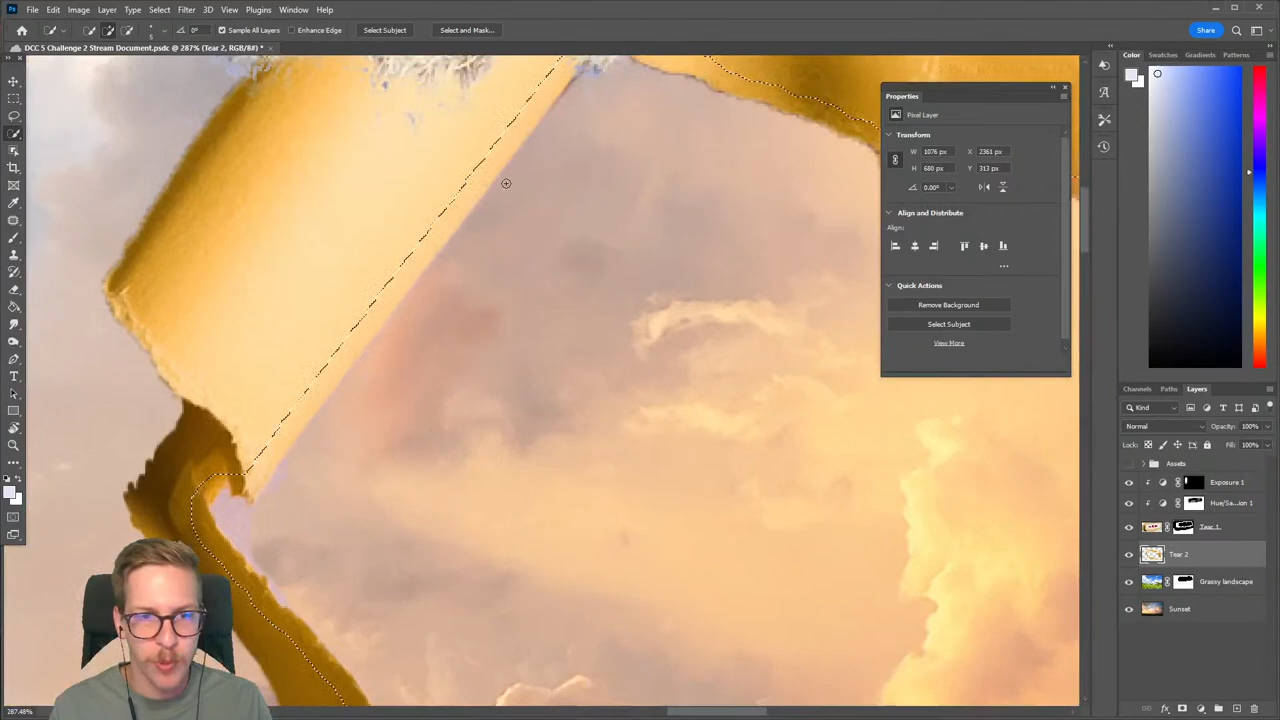 Ps File Edit Image Layer Type Select Filter 3D View Plugins Window Help
5 0° Sample All Layers Enhance Edge Select Subject Select and Mask... Share
DCC 5 Challenge 2 Stream Document.psdc @ 287% (Tear 2, RGB/8#) *
Color Swatches Gradients Patterns
Properties
Pixel Layer
Transform
W 1076 px X 2361 px
H 680 px Y 313 px
0.00°
Align and Distribute
Align:
...
Quick Actions
Remove Background
Select Subject
View More
Channels Paths Layers
Kind
Normal Opacity: 100%
Lock: Fill: 100%
Assets
Exposure 1
Hue/Sa...ion 1
Tear 1
Tear 2
Grassy landscape
Sunset
287.48%
fx